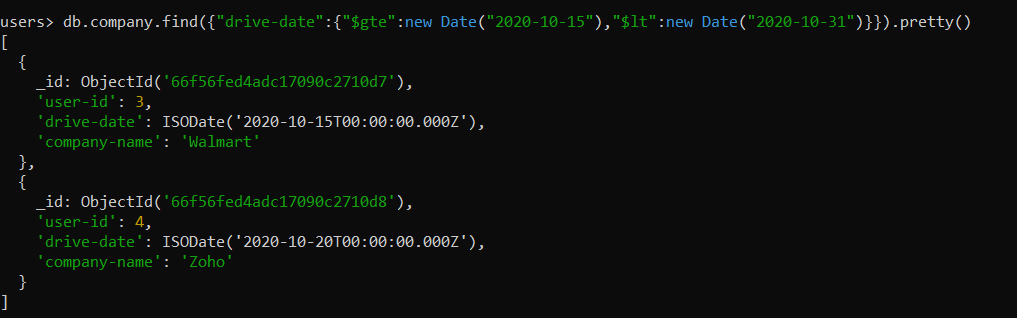 users> db.company.find({"drive-date":{"$gte":new Date("2020-10-15"),"$lt":new Date("2020-10-31")}}).pretty()
[
  {
    _id: ObjectId('66f56fed4adc17090c2710d7'),
    'user-id': 3,
    'drive-date': ISODate('2020-10-15T00:00:00.000Z'),
    'company-name': 'Walmart'
  },
  {
    _id: ObjectId('66f56fed4adc17090c2710d8'),
    'user-id': 4,
    'drive-date': ISODate('2020-10-20T00:00:00.000Z'),
    'company-name': 'Zoho'
  }
]